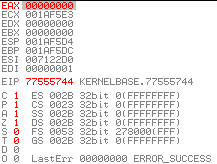 EAX 00000000
ECX 001AF5E3
EDX 00000000
EBX 00000000
ESP 001AF5D4
EBP 001AF5DC
ESI 007122D0
EDI 00000001
EIP 77555744 KERNELBASE.77555744
C 1 ES 002B 32bit 0(FFFFFFFF)
P 1 CS 0023 32bit 0(FFFFFFFF)
A 1 SS 002B 32bit 0(FFFFFFFF)
Z 1 DS 002B 32bit 0(FFFFFFFF)
S 0 FS 0053 32bit 278000(FFF)
T 0 GS 002B 32bit 0(FFFFFFFF)
D 0
O 0 LastErr 00000000 ERROR_SUCCESS